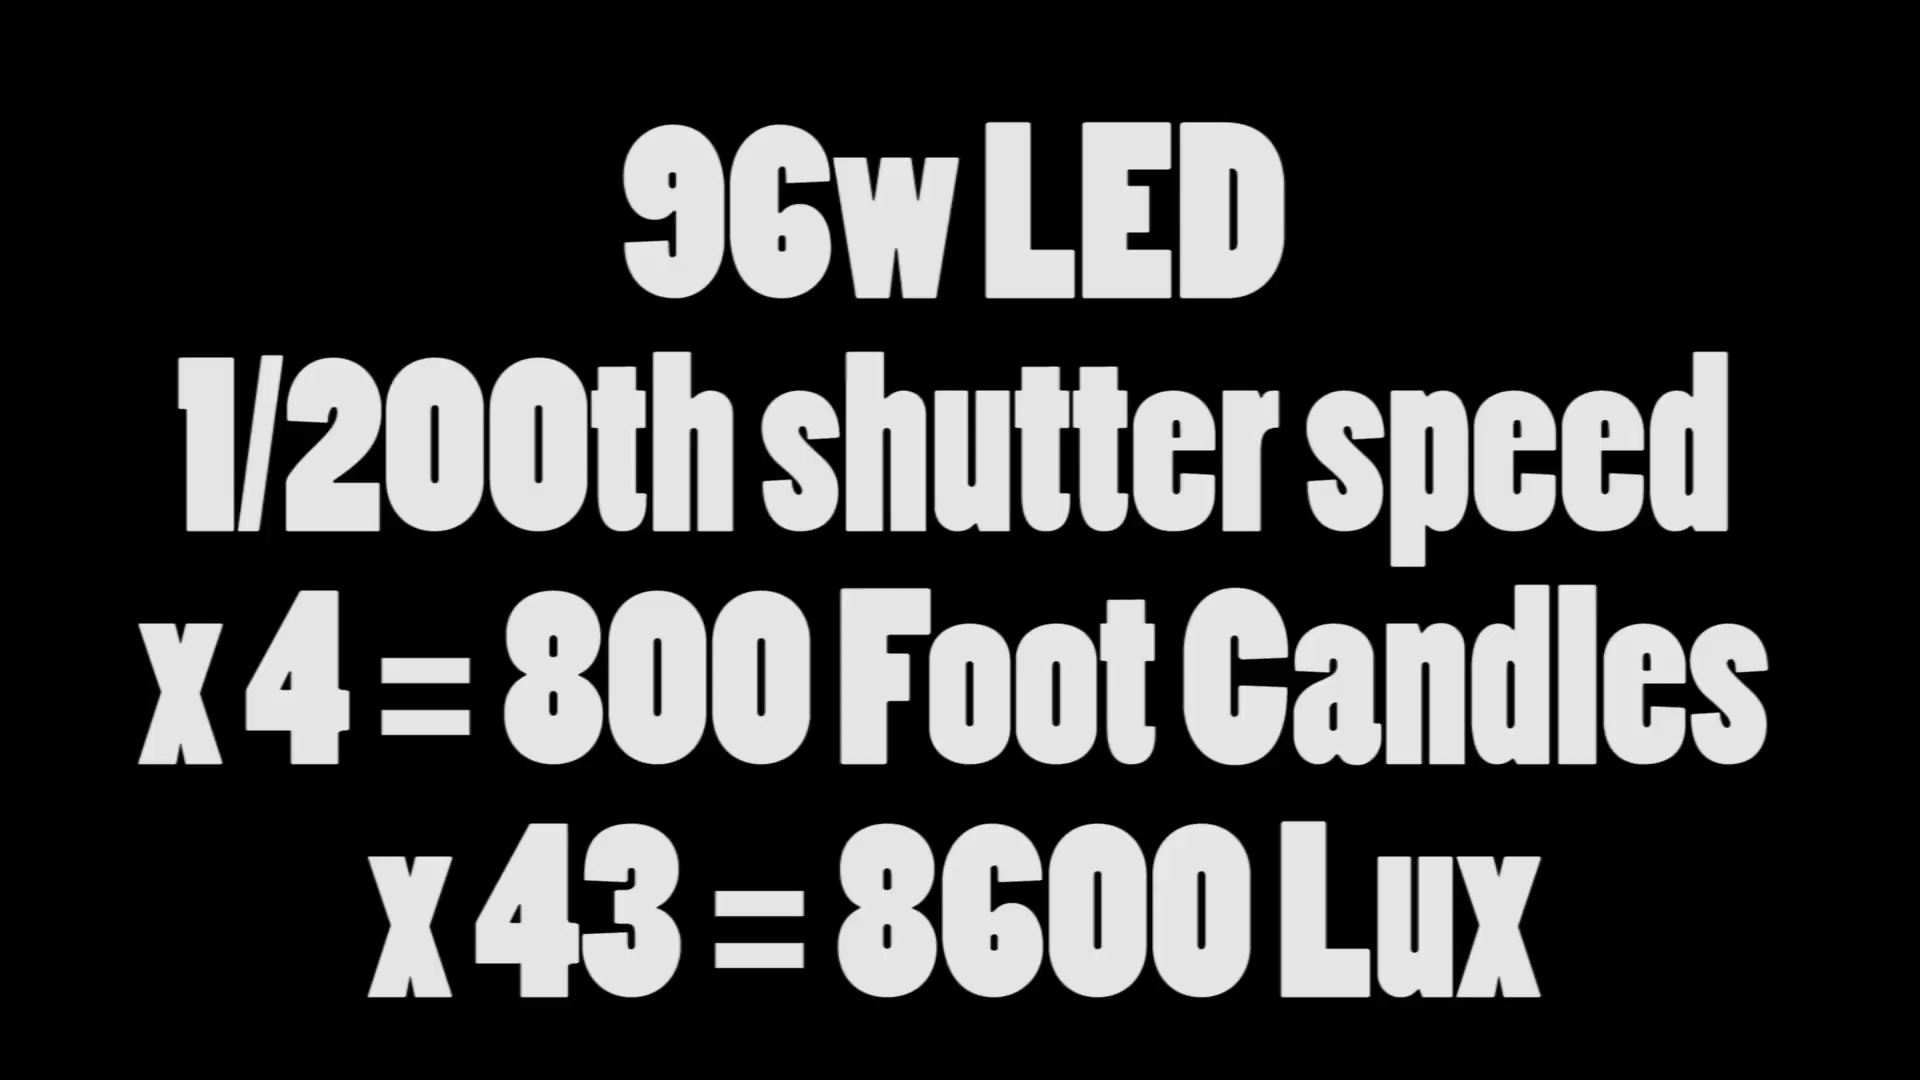 96w LED
1/200th shutter speed
x 4 = 800 Foot Candles
x 43 = 8600 Lux